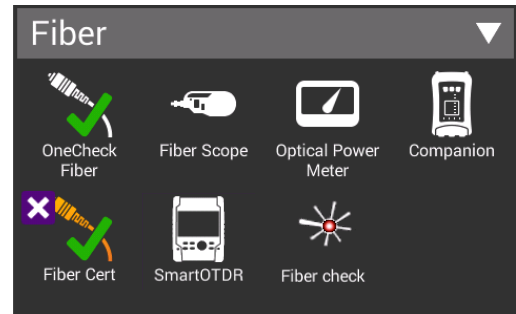 Fiber
OneCheck
Fiber
Fiber Scope
Optical Power
Meter
Companion
Fiber Cert
SmartOTDR
Fiber check